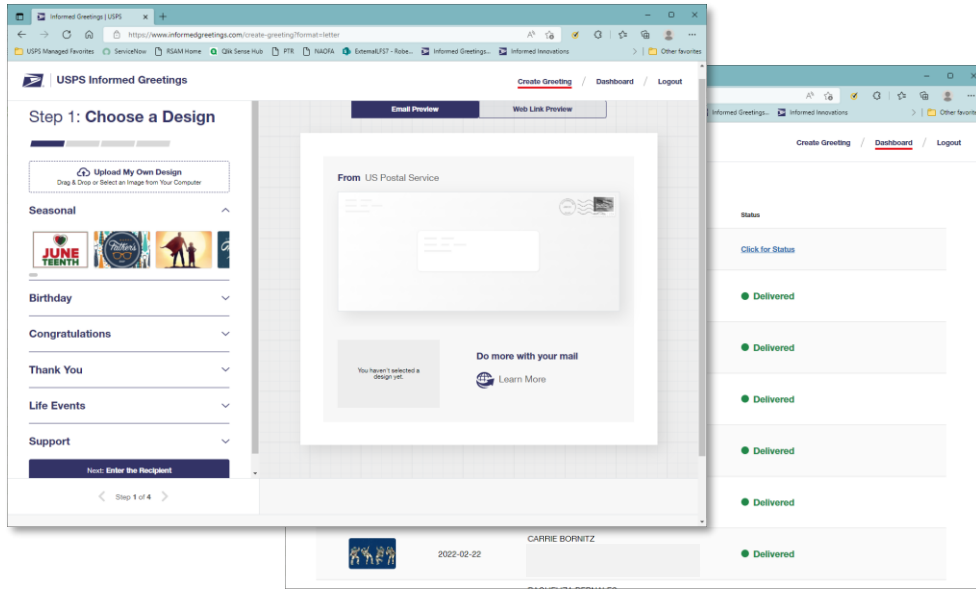 Informed Greetings | USPS
https://www.informedgreetings.com/create-greeting?format=letter
USPS Managed Favorites ServiceNow RSAM Home Qlik Sense Hub PTR NAOFA ExternalLFST - Robe... Informed Greetings... Informed Innovations Other favorites
USPS Informed Greetings
Create Greeting / Dashboard / Logout
Step 1: Choose a Design
Upload My Own Design
Drag & Drop or Select an Image from Your Computer
Seasonal
JUNE
TEENTH
Fathers
Birthday
Congratulations
Thank You
Life Events
Support
Next: Enter the Recipient
Step 1 of 4
Email Preview
Web Link Preview
From US Postal Service
You haven't selected a
design yet.
Do more with your mail
Learn More
Informed Greetings... Informed Innovations Other favorites
Create Greeting / Dashboard / Logout
Status
Click for Status
Delivered
Delivered
Delivered
Delivered
Delivered
2022-02-22
CARRIE BORNITZ
Delivered